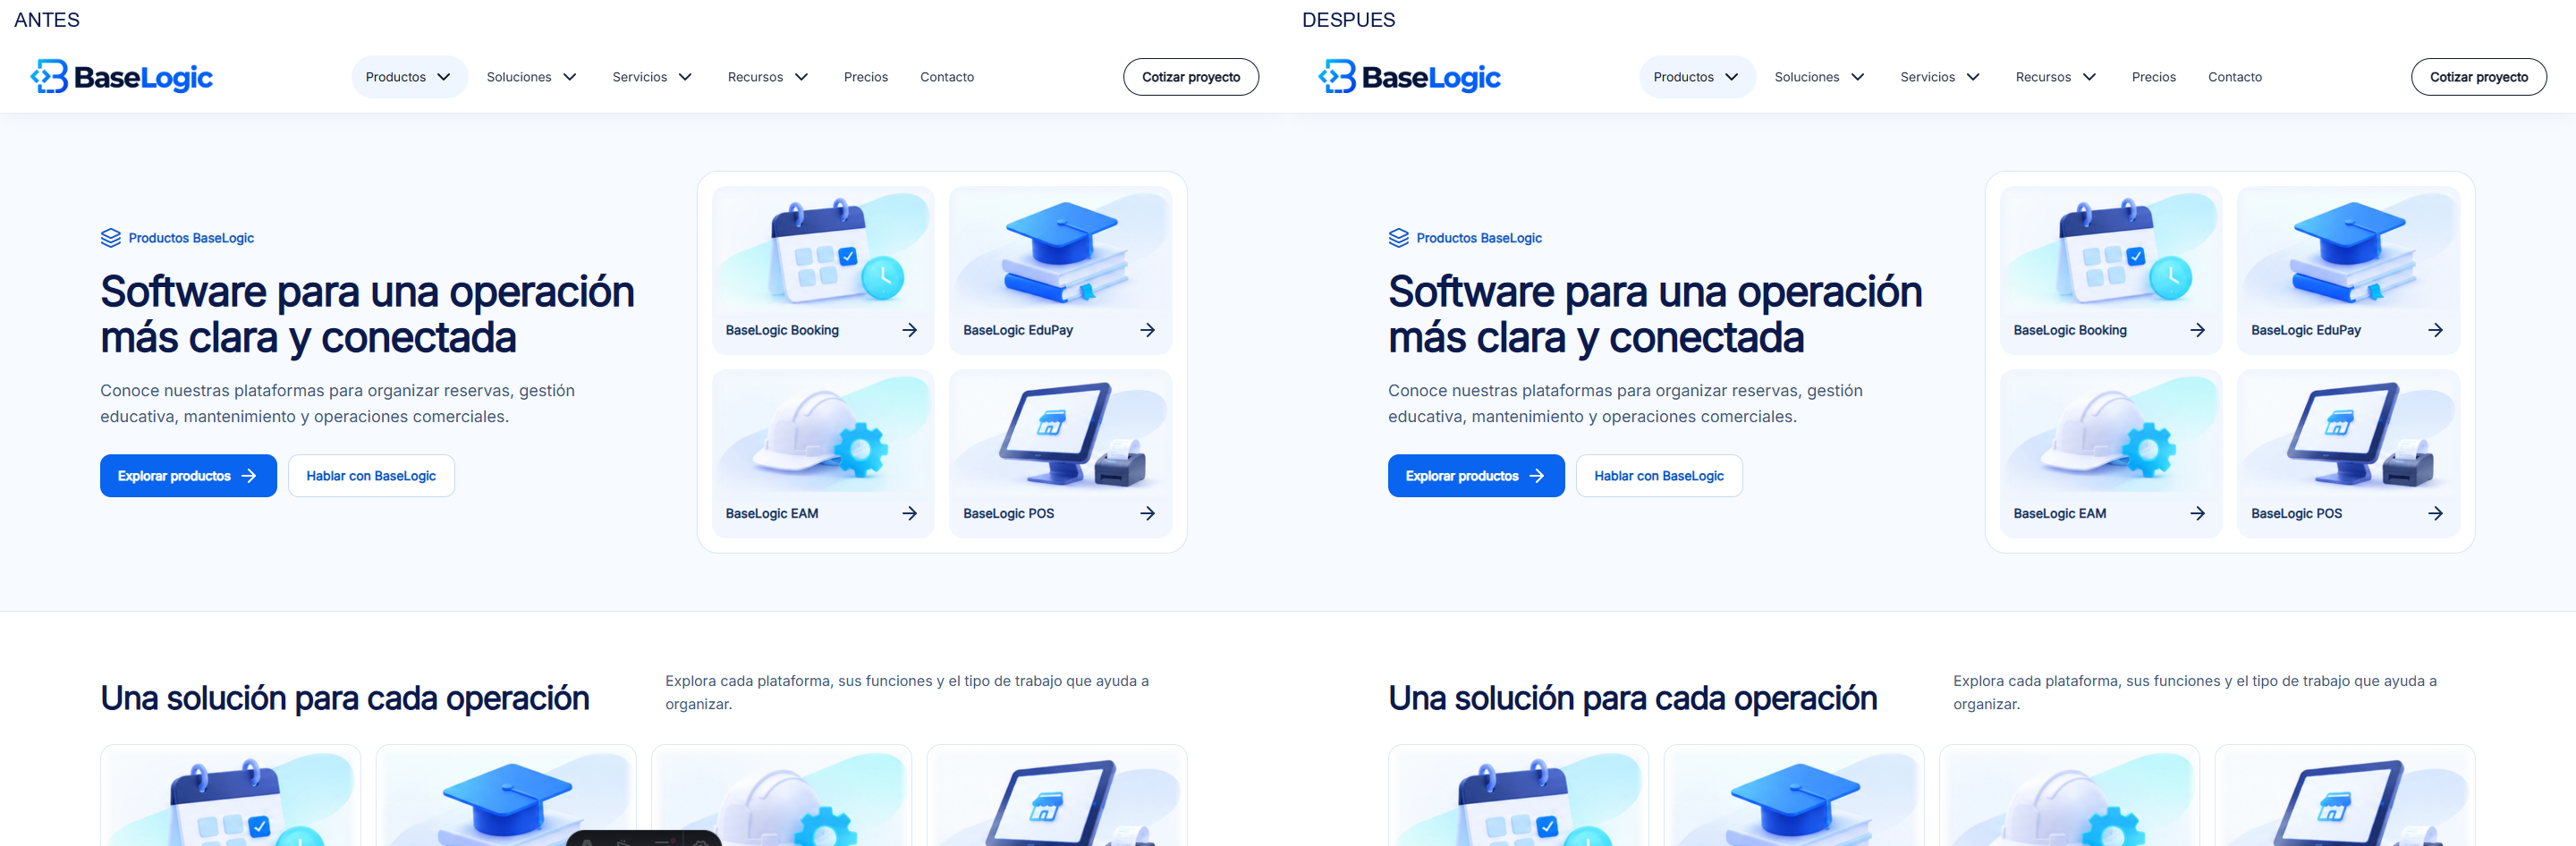 ANTES
BaseLogic
Productos
Soluciones
Servicios
Recursos
Precios
Contacto
Cotizar proyecto
Productos BaseLogic
Software para una operación
más clara y conectada
Conoce nuestras plataformas para organizar reservas, gestión
educativa, mantenimiento y operaciones comerciales.
Explorar productos
Hablar con BaseLogic
BaseLogic Booking
BaseLogic EduPay
BaseLogic EAM
BaseLogic POS
Una solución para cada operación
Explora cada plataforma, sus funciones y el tipo de trabajo que ayuda a
organizar.
DESPUES
BaseLogic
Productos
Soluciones
Servicios
Recursos
Precios
Contacto
Cotizar proyecto
Productos BaseLogic
Software para una operación
más clara y conectada
Conoce nuestras plataformas para organizar reservas, gestión
educativa, mantenimiento y operaciones comerciales.
Explorar productos
Hablar con BaseLogic
BaseLogic Booking
BaseLogic EduPay
BaseLogic EAM
BaseLogic POS
Una solución para cada operación
Explora cada plataforma, sus funciones y el tipo de trabajo que ayuda a
organizar.